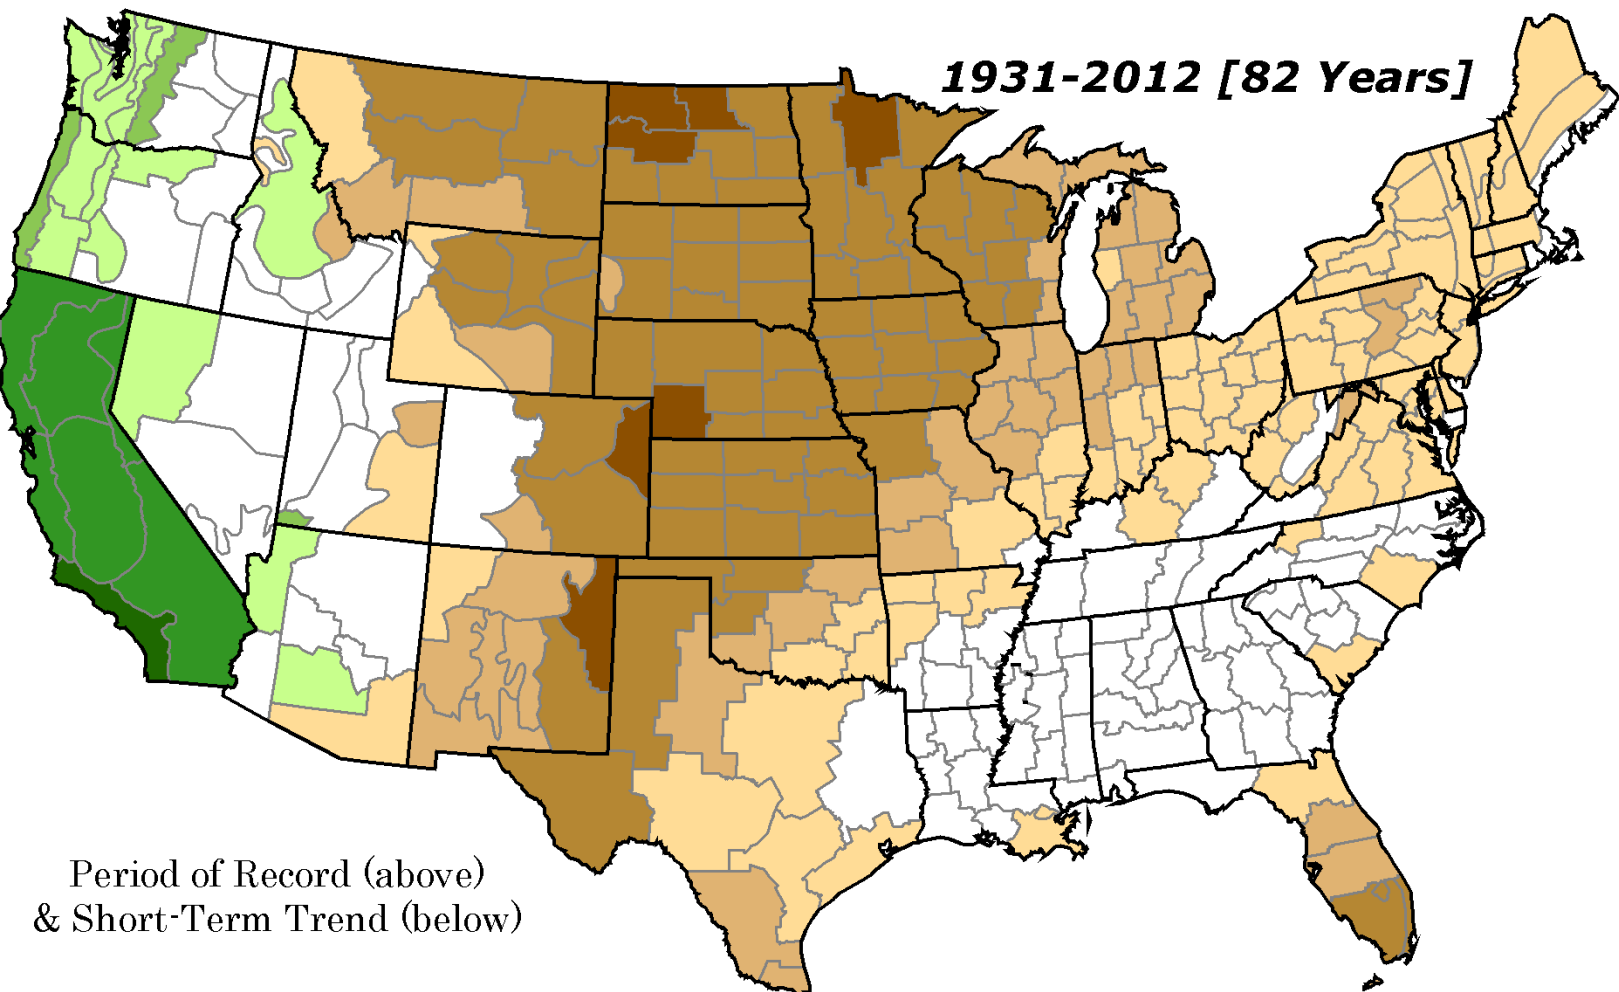 1931-2012 [82 Years]
Period of Record (above)
& Short-Term Trend (below)